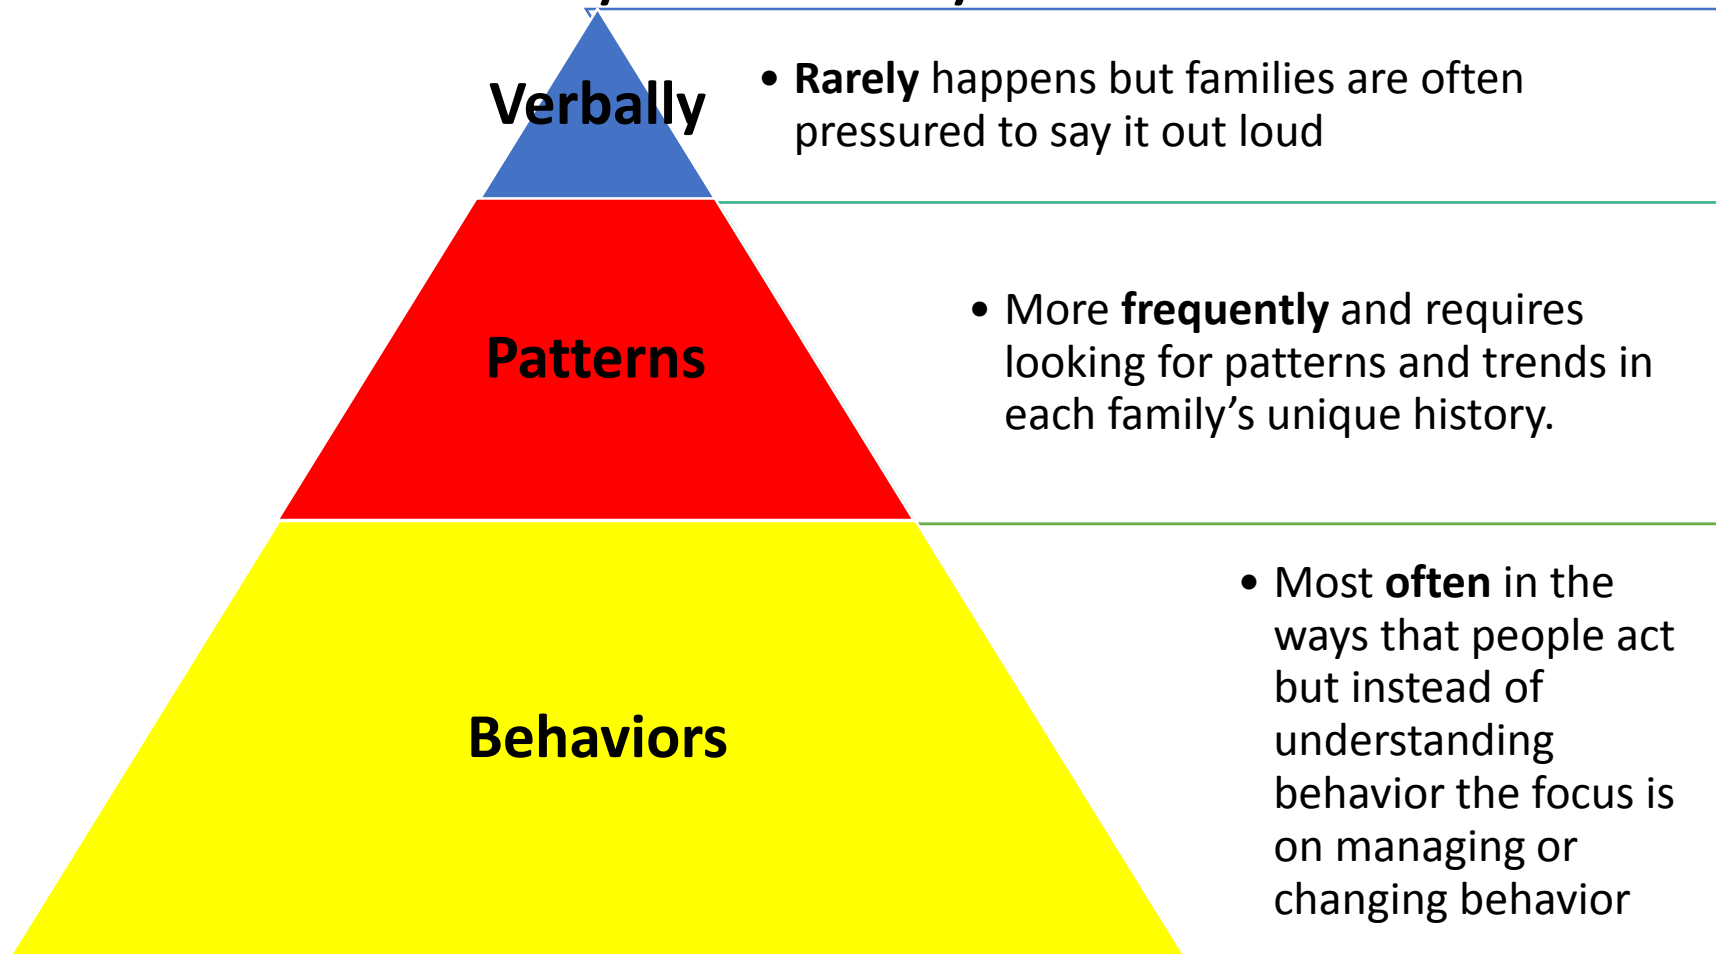 Verbally
• Rarely happens but families are often
pressured to say it out loud
Patterns
• More frequently and requires
looking for patterns and trends in
each family’s unique history.
Behaviors
• Most often in the
ways that people act
but instead of
understanding
behavior the focus is
on managing or
changing behavior